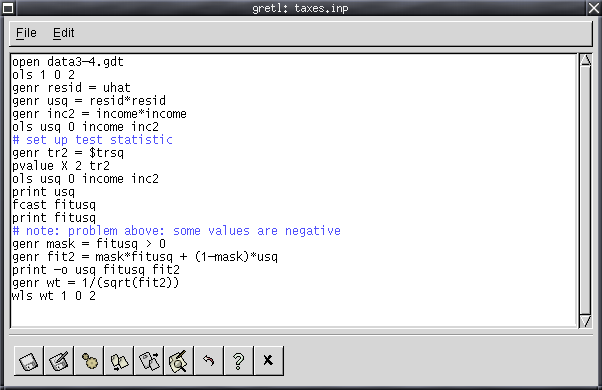 gretl: taxes.inp
File Edit
open data3-4.gdt
ols 1 0 2
genr resid = uhat
genr usq = resid*resid
genr inc2 = income*income
ols usq 0 income inc2
# set up test statistic
genr tr2 = $trsq
pvalue X 2 tr2
ols usq 0 income inc2
print usq
fcast fitusq
print fitusq
# note: problem above: some values are negative
genr mask = fitusq > 0
genr fit2 = mask*fitusq + (1-mask)*usq
print -o usq fitusq fit2
genr wt = 1/(sqrt(fit2))
wls wt 1 0 2